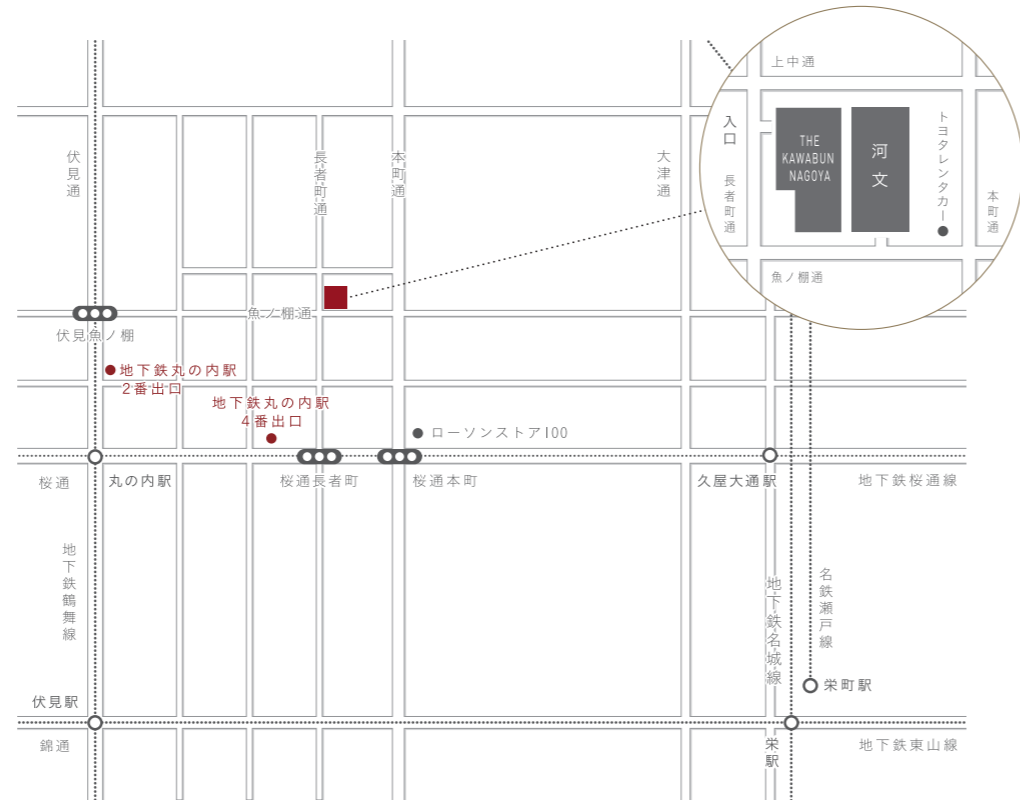 上中通
入口
THE
KAWABUN
NAGOYA
河文
トヨタレンタカー
長者町通
本町通
魚ノ棚通
伏見通
長者町通
本町通
大津通
魚ノ棚通
伏見魚ノ棚
地下鉄丸の内駅
2番出口
地下鉄丸の内駅
4番出口
ローソンストア100
桜通
丸の内駅
桜通長者町
桜通本町
久屋大通駅
地下鉄桜通線
地下鉄鶴舞線
地下鉄名城線
名鉄瀬戸線
栄町駅
伏見駅
錦通
栄駅
地下鉄東山線